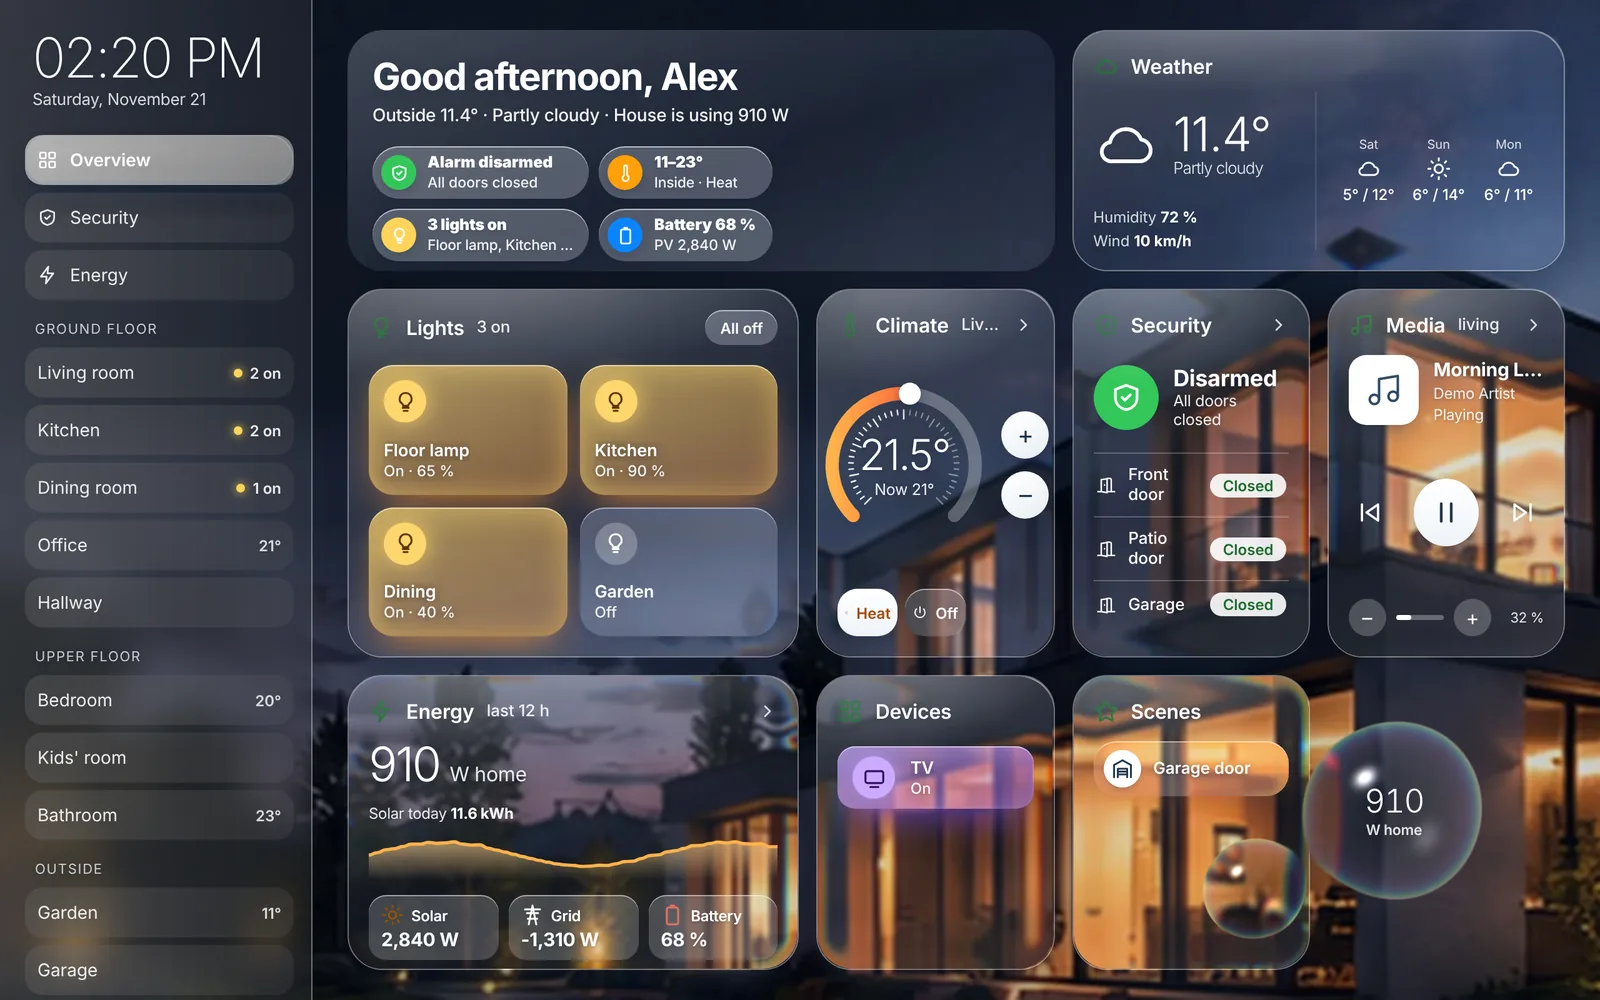 02:20 PM
Saturday, November 21
Overview
Security
Energy
GROUND FLOOR
Living room 2 on
Kitchen 2 on
Dining room 1 on
Office 21°
Hallway
UPPER FLOOR
Bedroom 20°
Kids' room
Bathroom 23°
OUTSIDE
Garden 11°
Garage
Good afternoon, Alex
Outside 11.4° · Partly cloudy · House is using 910 W
Alarm disarmed
All doors closed
11–23°
Inside · Heat
3 lights on
Floor lamp, Kitchen ...
Battery 68 %
PV 2,840 W
Weather
11.4°
Partly cloudy
Humidity 72 %
Wind 10 km/h
Sat Sun Mon
5° / 12° 6° / 14° 6° / 11°
Lights 3 on All off
Floor lamp
On · 65 %
Kitchen
On · 90 %
Dining
On · 40 %
Garden
Off
Climate Liv...
21.5°
Now 21°
+
−
Heat Off
Security
Disarmed
All doors
closed
Front
door
Closed
Patio
door
Closed
Garage Closed
Media living
Morning L...
Demo Artist
Playing
− + 32 %
Energy last 12 h
910 W home
Solar today 11.6 kWh
Solar
2,840 W
Grid
-1,310 W
Battery
68 %
Devices
TV
On
Scenes
Garage door
910
W home